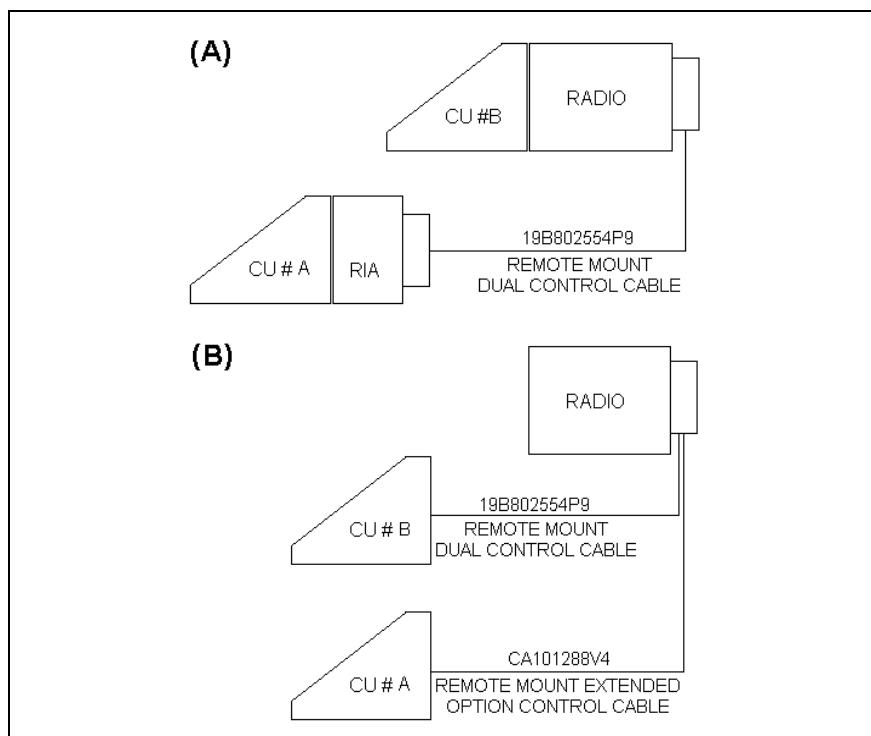 (A)
CU #B
RADIO
CU # A
RIA
19B802554P9
REMOTE MOUNT
DUAL CONTROL CABLE
(B)
RADIO
CU # B
19B802554P9
REMOTE MOUNT
DUAL CONTROL CABLE
CU # A
CA101288V4
REMOTE MOUNT EXTENDED
OPTION CONTROL CABLE